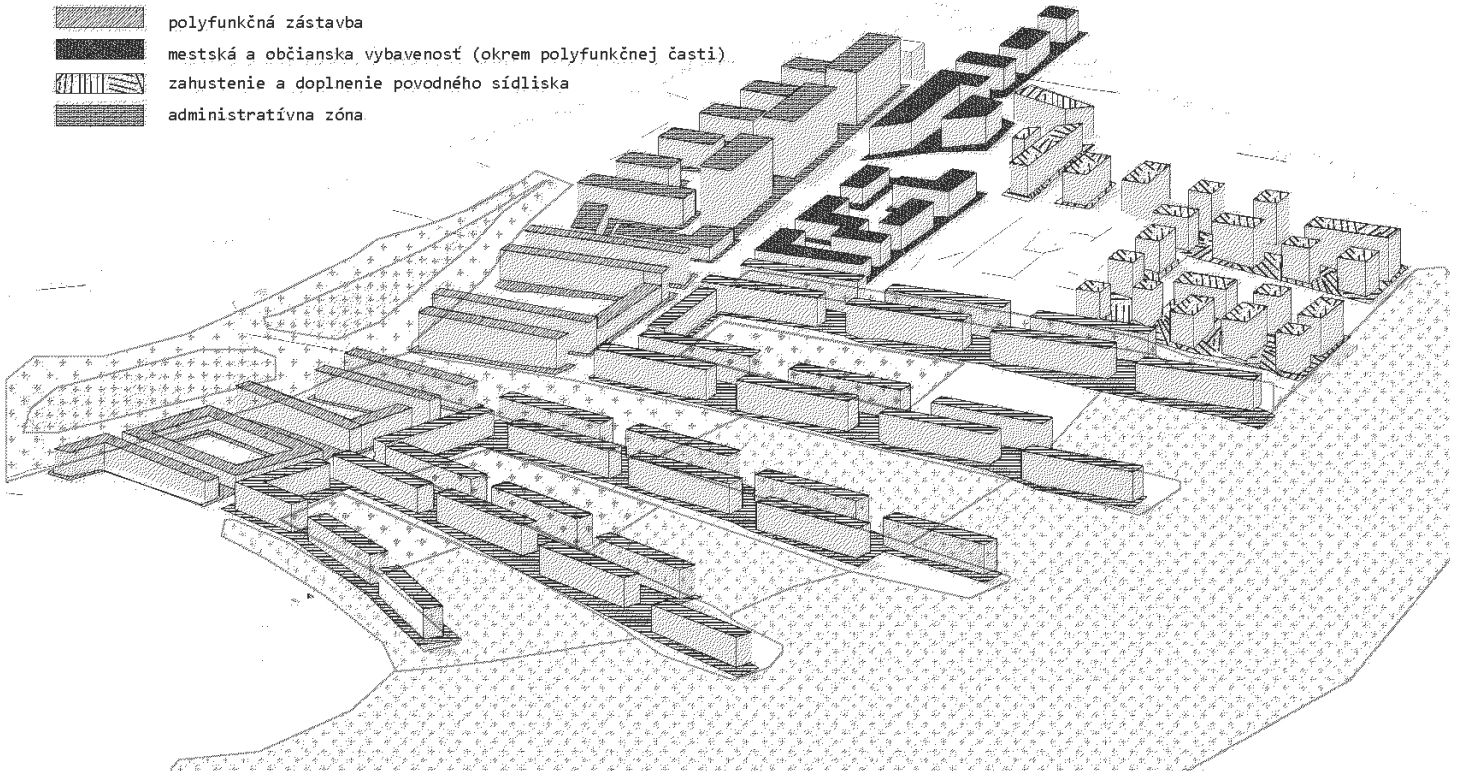 polyfunkčná zástavba
mestská a občianska vybavenosť (okrem polyfunkčnej časti)
zahustenie a doplnenie povodného sídliska
administratívna zóna